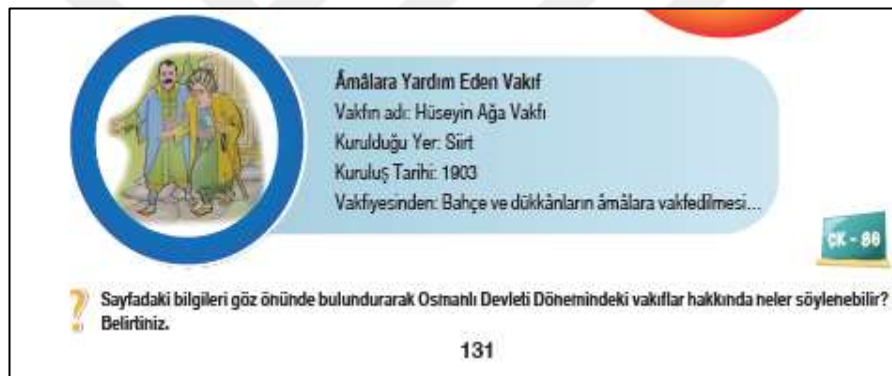 Âmâlara Yardım Eden Vakıf
Vakfın adı: Hüseyin Ağa Vakfı
Kurulduğu Yer: Siirt
Kuruluş Tarihi: 1903
Vakfiyesinden: Bahçe ve dükkânların âmâlara vakfedilmesi...
ÇK - 86
? Sayfadaki bilgileri göz önünde bulundurarak Osmanlı Devleti Dönemindeki vakıflar hakkında neler söylenebilir?
Belirtiniz.
131